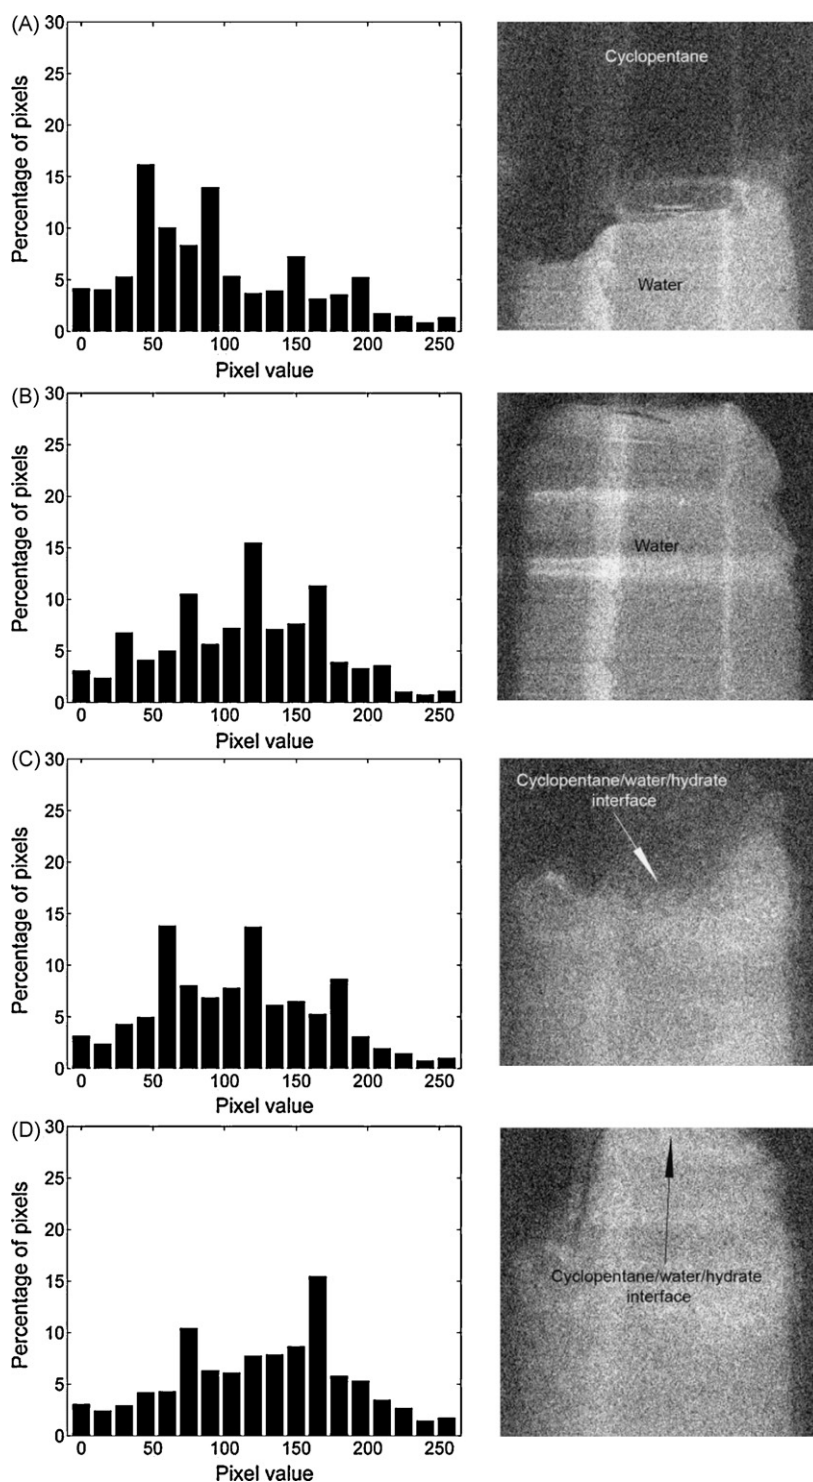 (A)
30
25
20
15
10
5
0
Percentage of pixels
0 50 100 150 200 250
Pixel value
Cyclopentane
Water
(B)
30
25
20
15
10
5
0
Percentage of pixels
0 50 100 150 200 250
Pixel value
Water
(C)
30
25
20
15
10
5
0
Percentage of pixels
0 50 100 150 200 250
Pixel value
Cyclopentane/water/hydrate
interface
(D)
30
25
20
15
10
5
0
Percentage of pixels
0 50 100 150 200 250
Pixel value
Cyclopentane/water/hydrate
interface